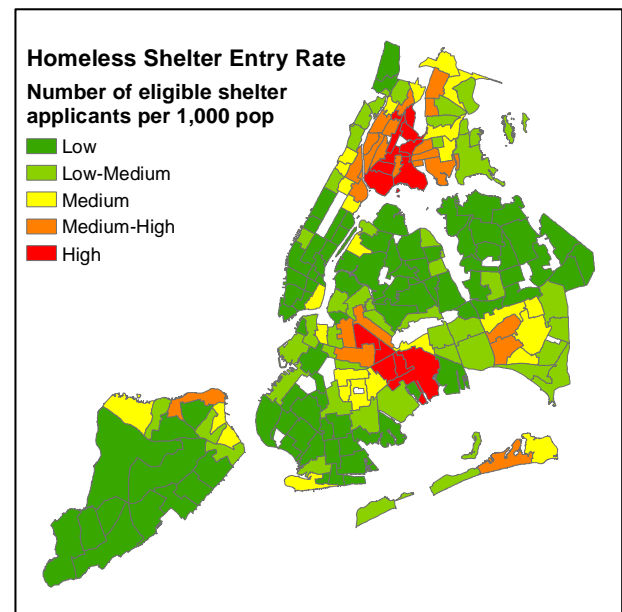 Homeless Shelter Entry Rate
Number of eligible shelter
applicants per 1,000 pop
Low
Low-Medium
Medium
Medium-High
High